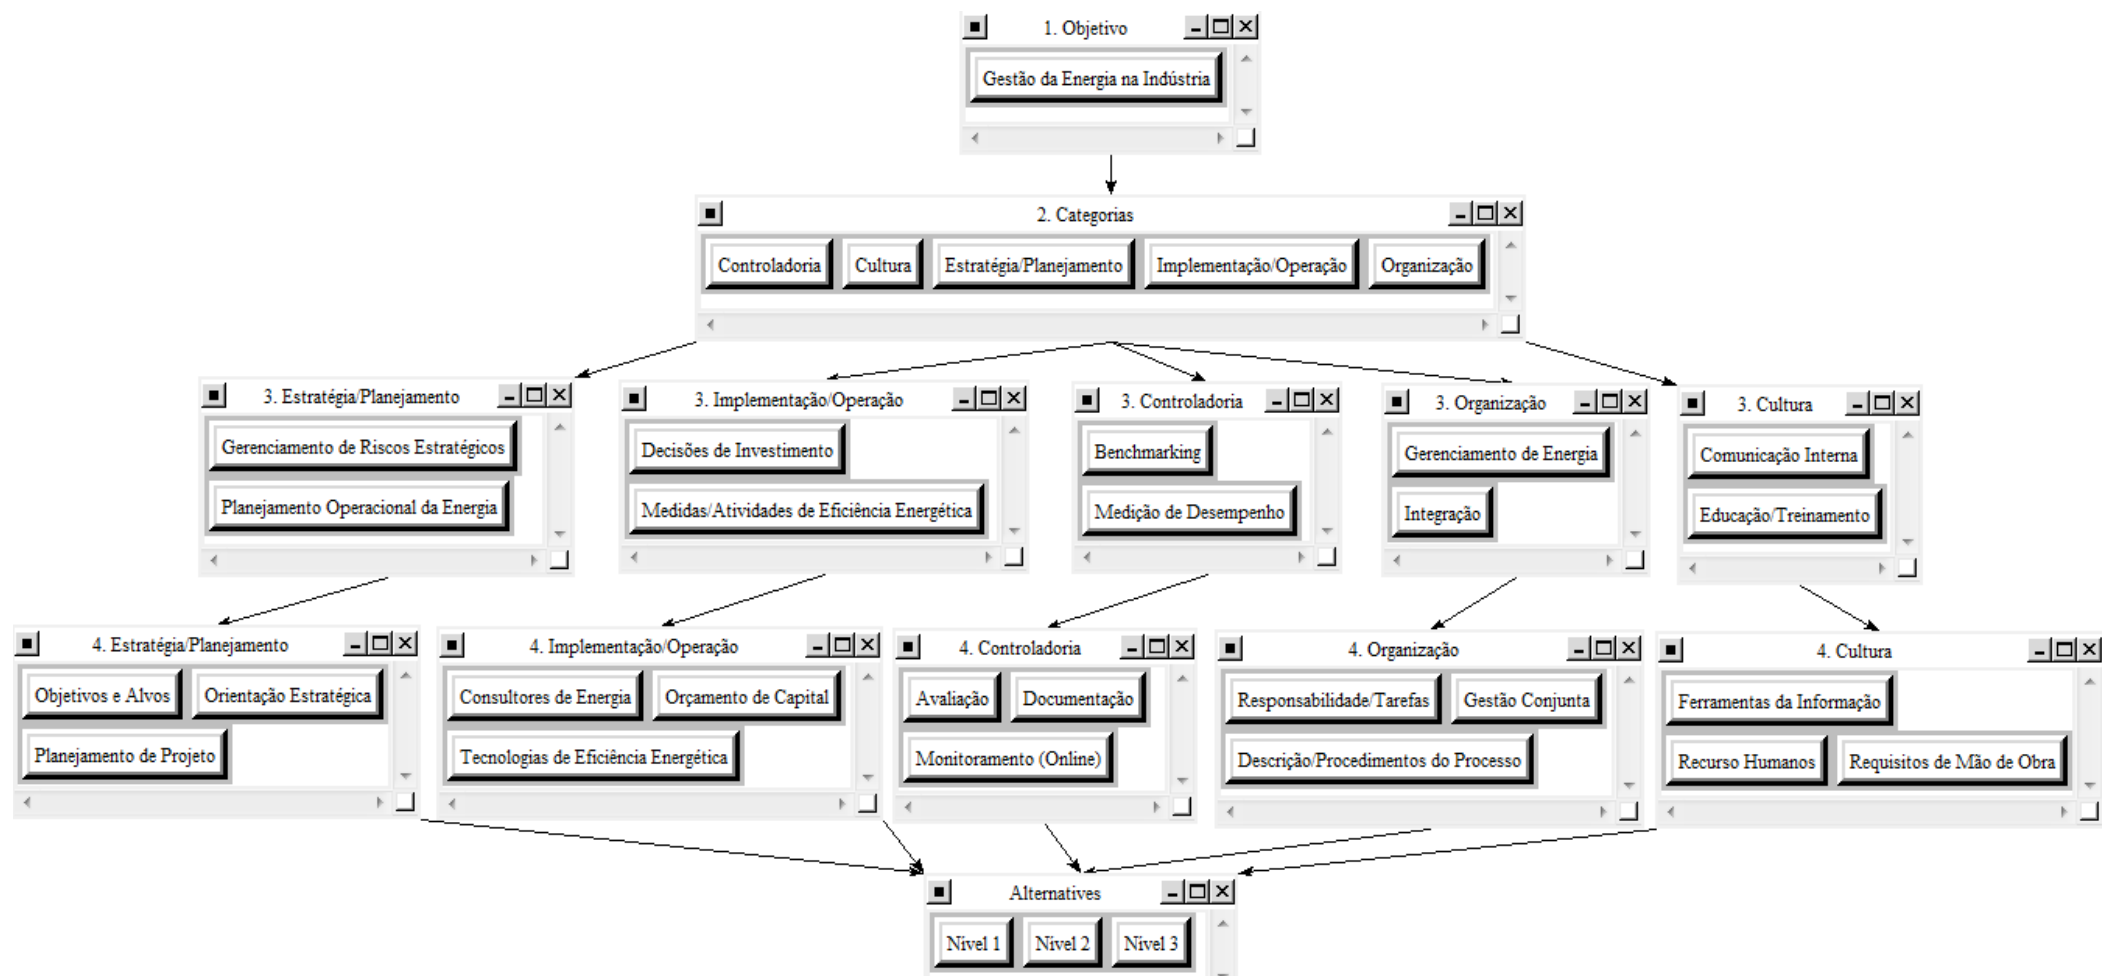 1. Objetivo
Gestão da Energia na Indústria
2. Categorias
Controladoria Cultura Estratégia/Planejamento Implementação/Operação Organização
3. Estratégia/Planejamento
Gerenciamento de Riscos Estratégicos
Planejamento Operacional da Energia
3. Implementação/Operação
Decisões de Investimento
Medidas/Atividades de Eficiência Energética
3. Controladoria
Benchmarking
Medição de Desempenho
3. Organização
Gerenciamento de Energia
Integração
3. Cultura
Comunicação Interna
Educação/Treinamento
4. Estratégia/Planejamento
Objetivos e Alvos Orientação Estratégica
Planejamento de Projeto
4. Implementação/Operação
Consultores de Energia Orçamento de Capital
Tecnologias de Eficiência Energética
4. Controladoria
Avaliação Documentação
Monitoramento (Online)
4. Organização
Responsabilidade/Tarefas Gestão Conjunta
Descrição/Procedimentos do Processo
4. Cultura
Ferramentas da Informação
Recurso Humanos Requisitos de Mão de Obra
Alternatives
Nivel 1 Nivel 2 Nivel 3